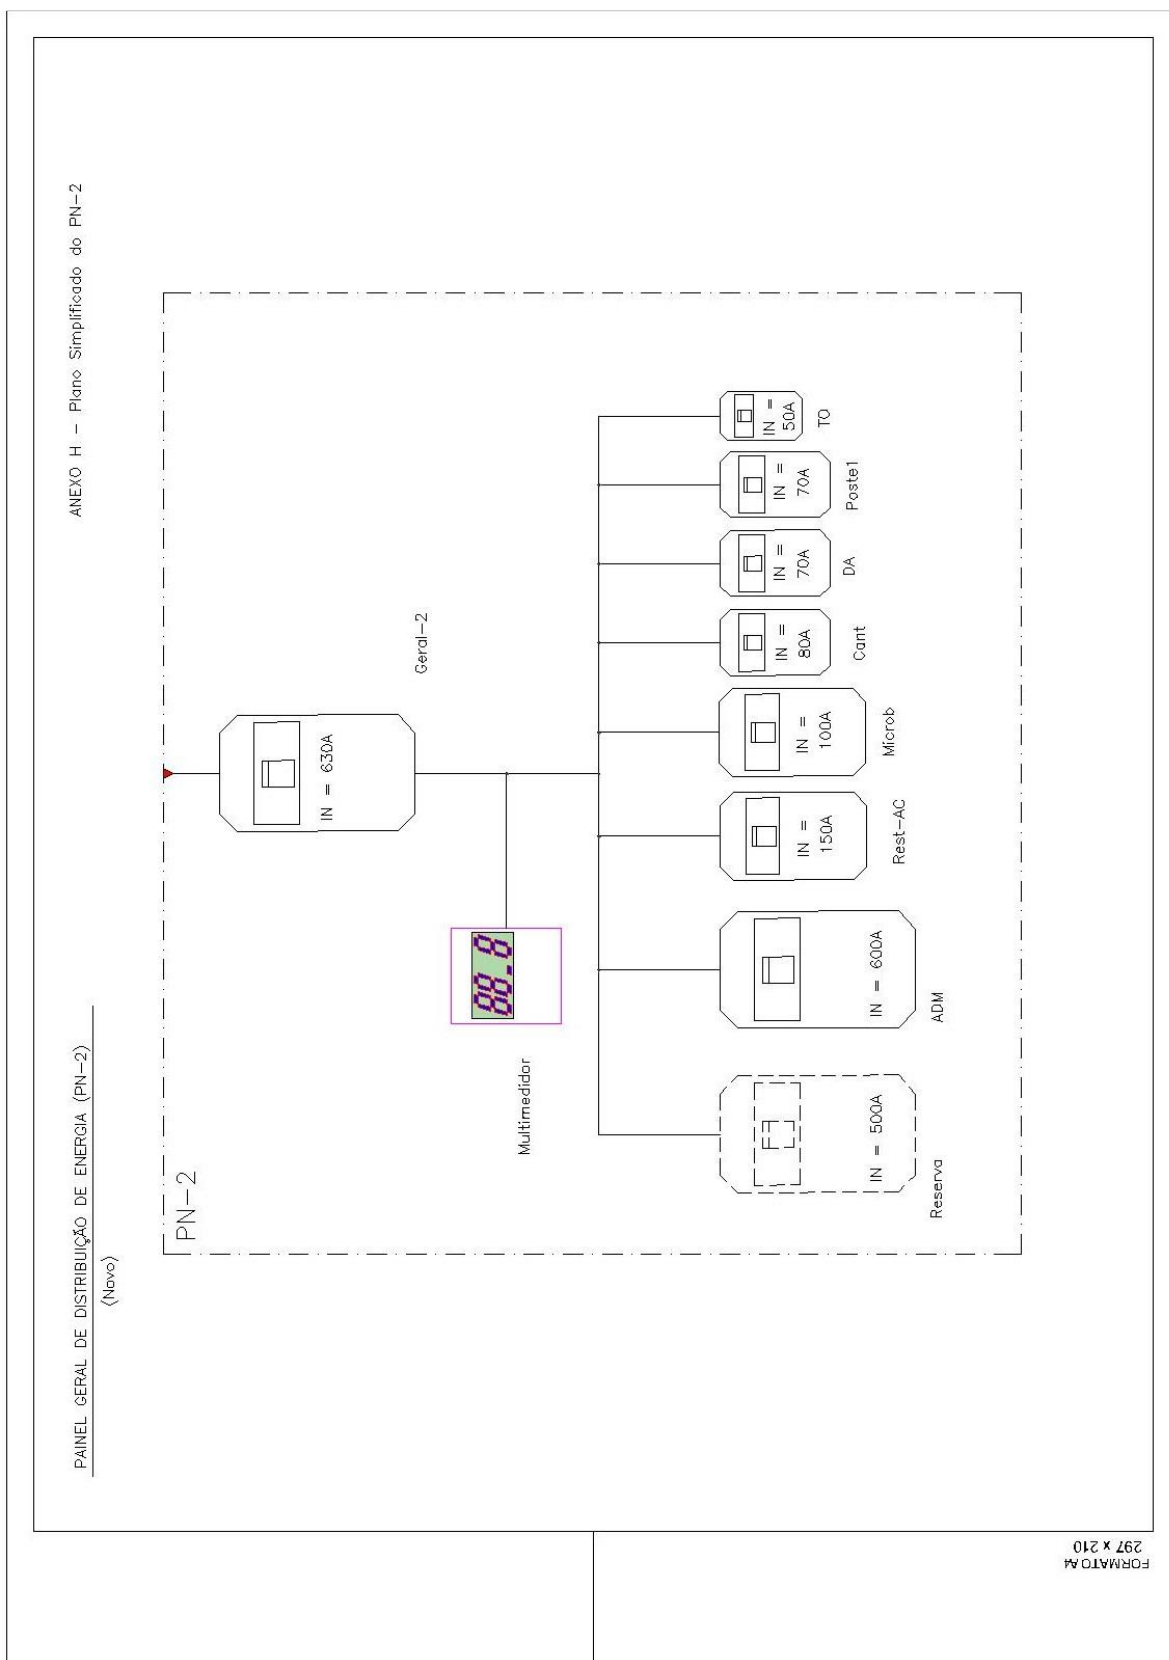 ANEXO H - Plano Simplificado do PN-2
PAINEL GERAL DE DISTRIBUIÇÃO DE ENERGIA (PN-2)
(Novo)
PN-2
IN = 630A
Geral-2
88.8
Multimedidor
IN = 500A
Reserva
IN = 600A
ADM
IN =
150A
Rest-AC
IN =
100A
Microb
IN =
80A
Cant
IN =
70A
DA
IN =
70A
Poste1
IN =
50A
TO
FORMATO A4
297 x 210